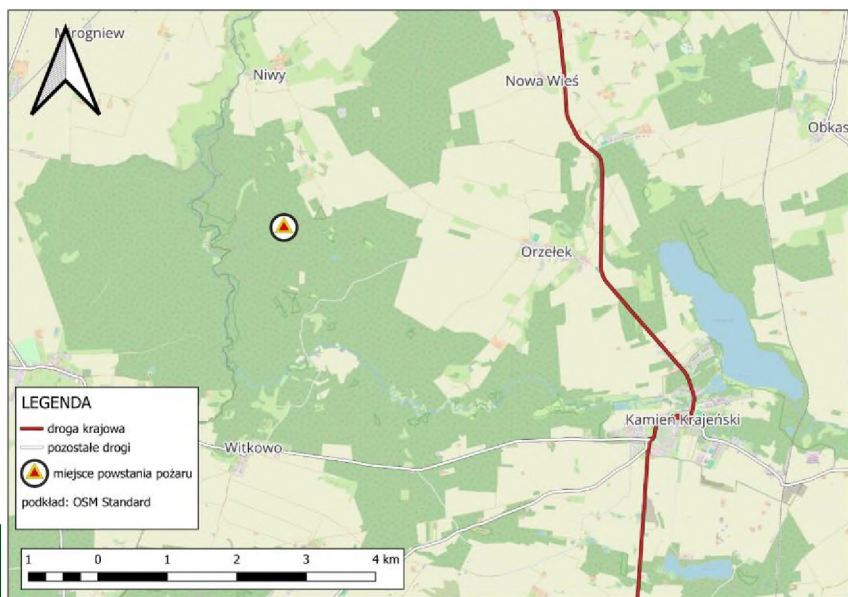 Mrogniew
Niwy
Nowa Wieś
Obkas
Orzełek
Kamień Krajeński
Witkowo
LEGENDA
droga krajowa
pozostałe drogi
miejsce powstania pożaru
podkład: OSM Standard
1 0 1 2 3 4 km